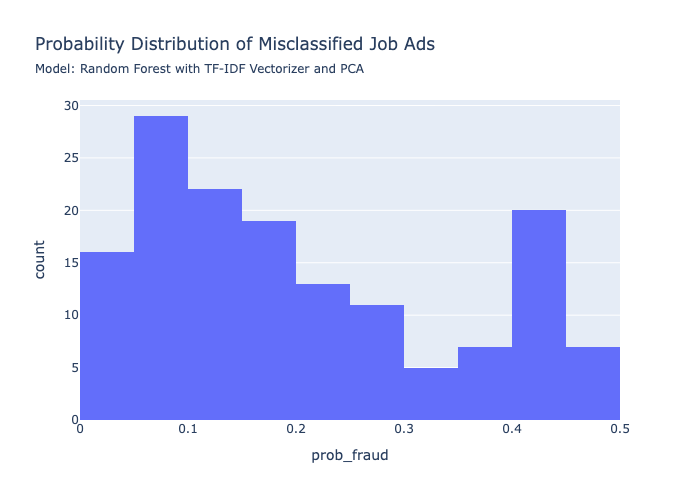 Probability Distribution of Misclassified Job Ads
Model: Random Forest with TF-IDF Vectorizer and PCA
30
25
20
15
10
5
0
count
0 0.1 0.2 0.3 0.4 0.5
prob_fraud